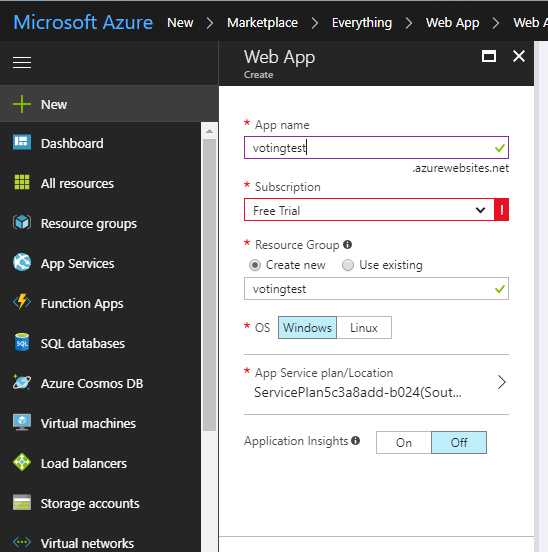 Microsoft Azure New > Marketplace > Everything > Web App > Web A
Web App
Create
New
Dashboard
All resources
Resource groups
App Services
Function Apps
SQL databases
Azure Cosmos DB
Virtual machines
Load balancers
Storage accounts
Virtual networks
* App name
votingtest
.azurewebsites.net
* Subscription
Free Trial !
* Resource Group
Create new Use existing
votingtest
* OS Windows Linux
* App Service plan/Location
ServicePlan5c3a8add-b024(Sout...
Application Insights On Off